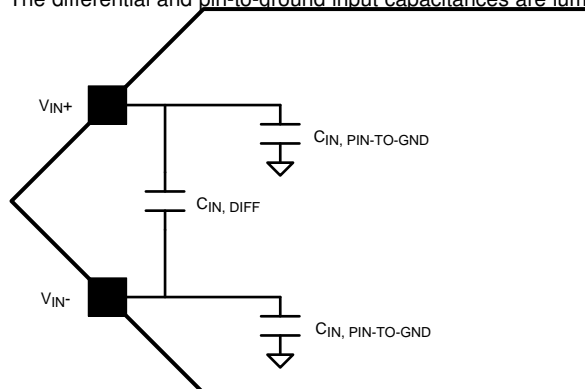 The differential and pin-to-ground input capacitances are lum
VIN+
CIN, PIN-TO-GND
CIN, DIFF
VIN-
CIN, PIN-TO-GND